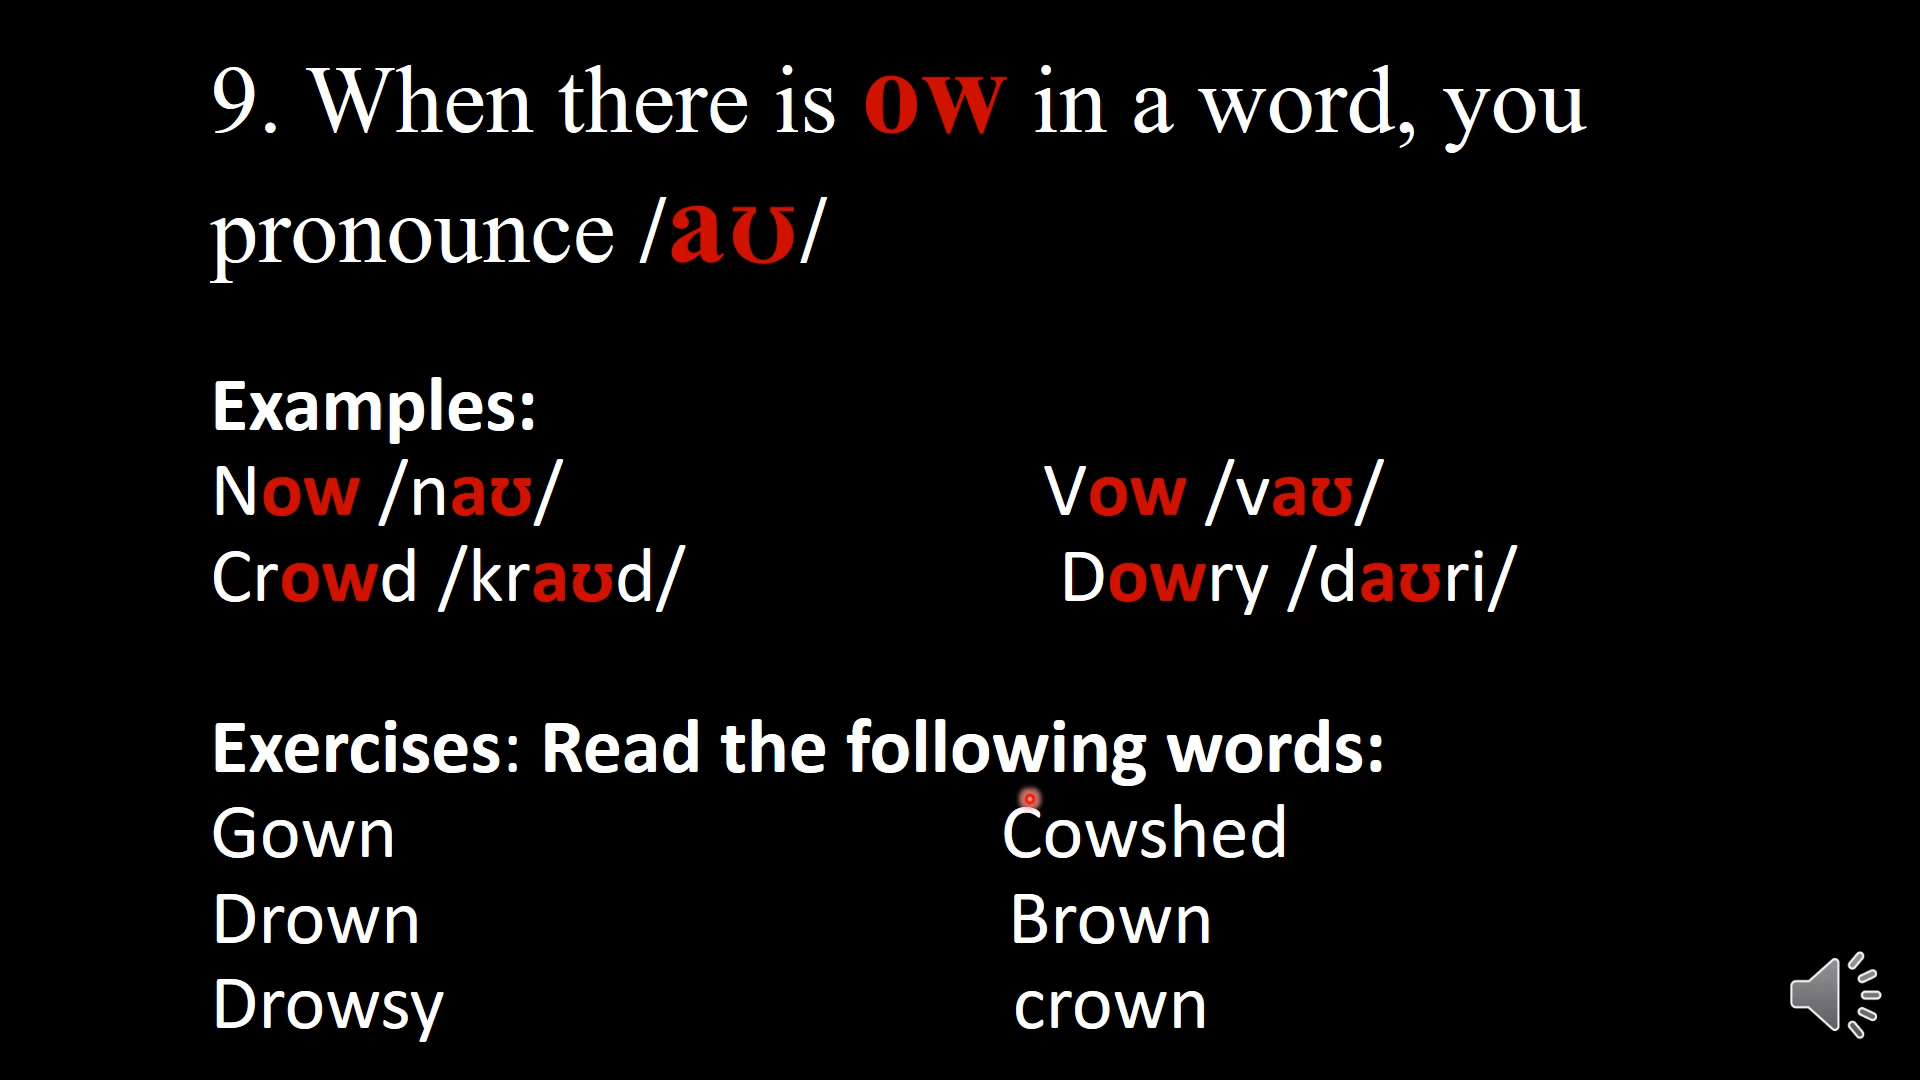 9. When there is ow in a word, you
pronounce /aʊ/
Examples:
Now /naʊ/ Vow /vaʊ/
Crowd /kraʊd/ Dowry /daʊri/
Exercises: Read the following words:
Gown Cowshed
Drown Brown
Drowsy crown